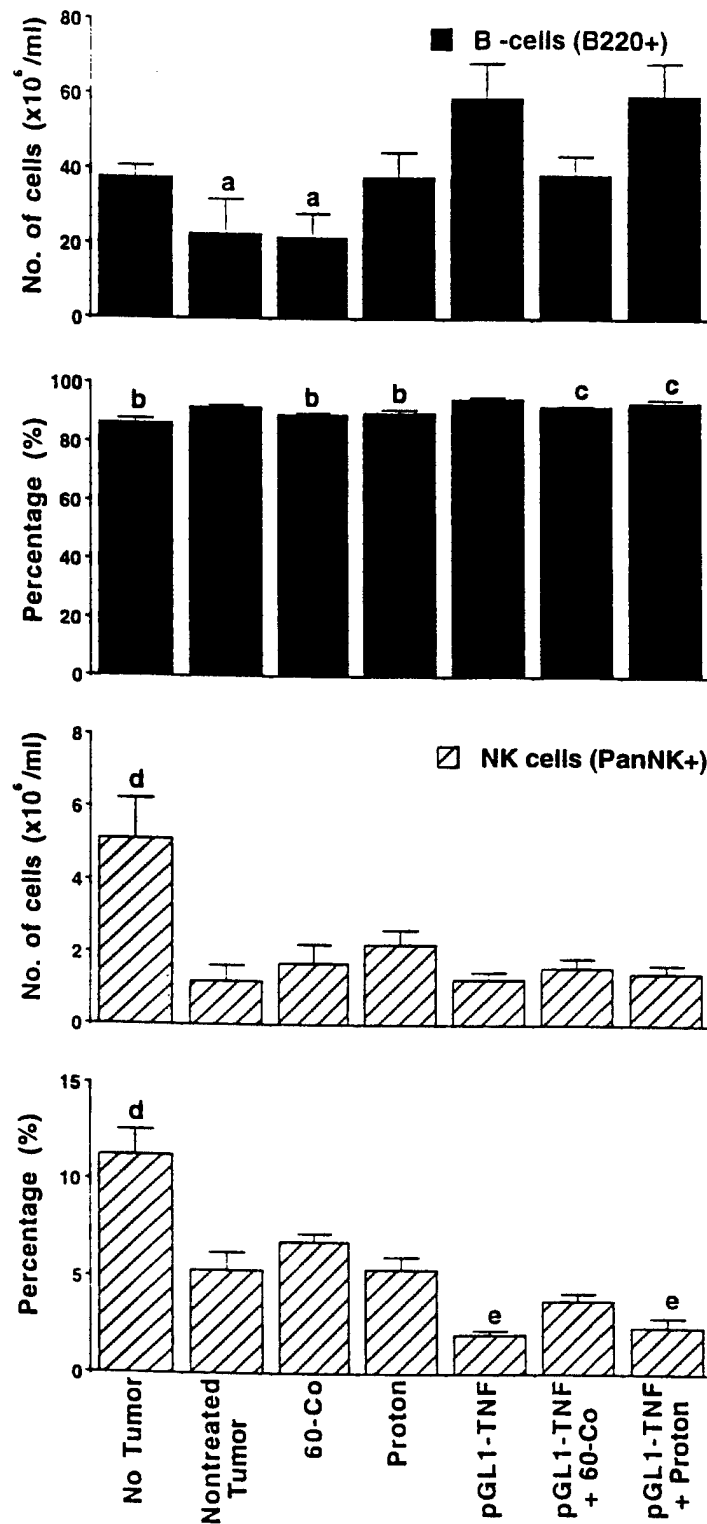 80
60
40
20
0
No. of cells (x10⁶/ml)
B -cells (B220+)
a
a
100
80
60
40
20
0
Percentage (%)
b
b
b
c
c
8
6
4
2
0
No. of cells (x10⁶/ml)
NK cells (PanNK+)
d
15
10
5
0
Percentage (%)
d
e
e
No Tumor
Nontreated
Tumor
60-Co
Proton
pGL1-TNF
pGL1-TNF
+ 60-Co
pGL1-TNF
+ Proton